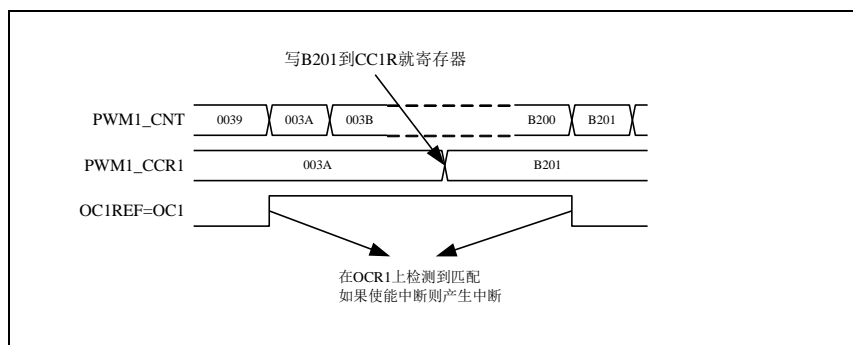 写B201到CC1R就寄存器
PWM1_CNT 0039 003A 003B B200 B201
PWM1_CCR1 003A B201
OC1REF=OC1
在OCR1上检测到匹配
如果使能中断则产生中断